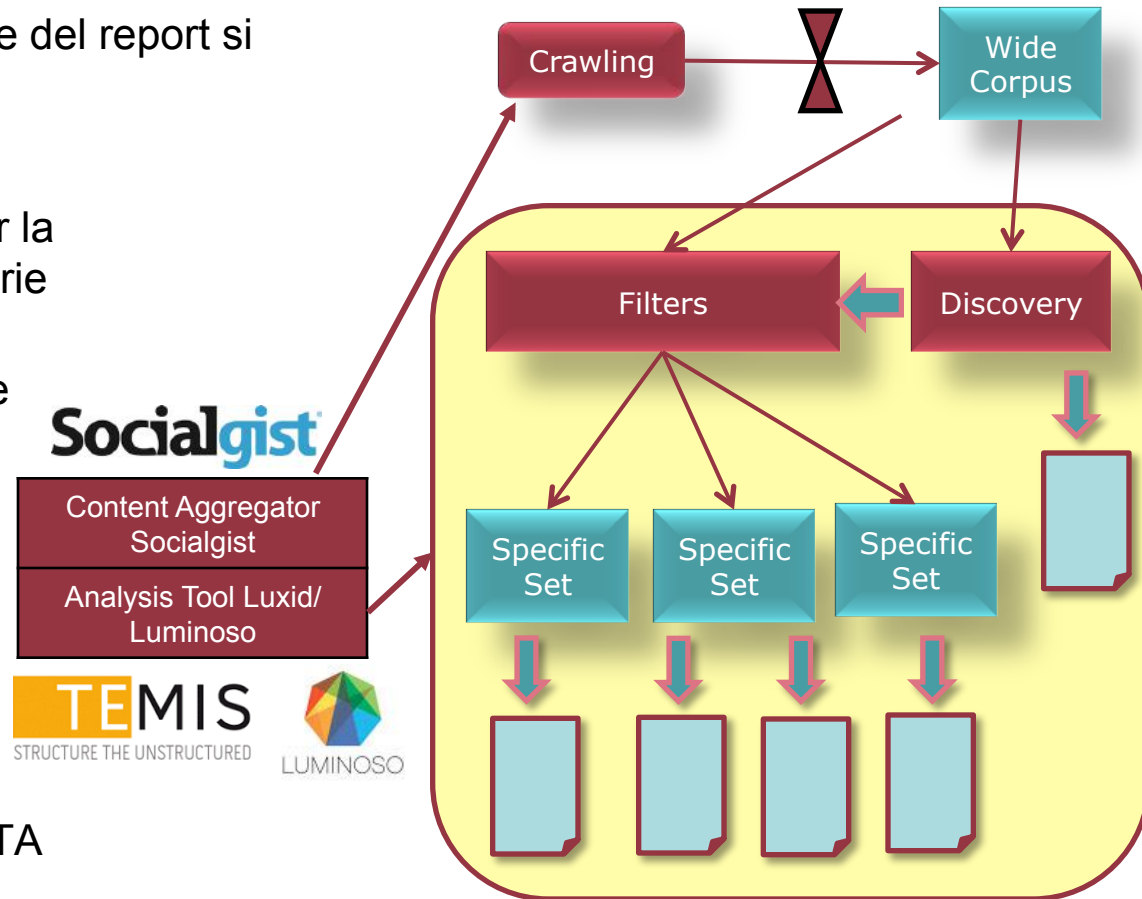 e del report si
r la
rie
e
Socialgist
Content Aggregator
Socialgist
Analysis Tool Luxid/
Luminoso
TEMIS
STRUCTURE THE UNSTRUCTURED
LUMINOSO
TA
Crawling
Wide
Corpus
Filters
Discovery
Specific
Set
Specific
Set
Specific
Set